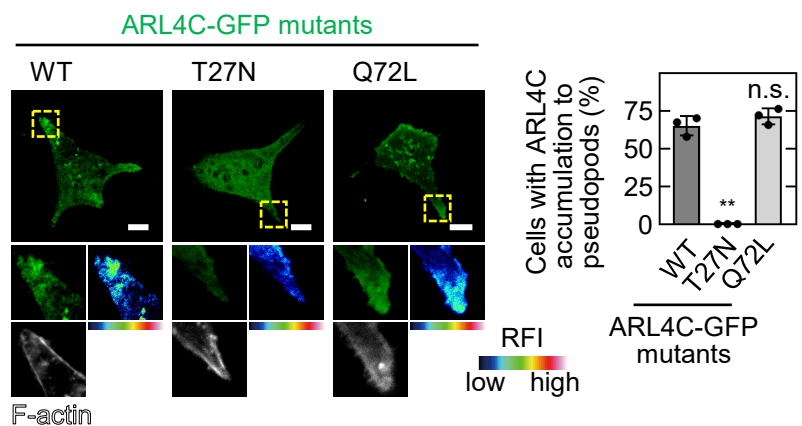 ARL4C-GFP mutants
WT
T27N
Q72L
F-actin
RFI
low
high
Cells with ARL4C
accumulation to
pseudopods (%)
75
50
25
0
**
n.s.
WT
T27N
Q72L
ARL4C-GFP
mutants